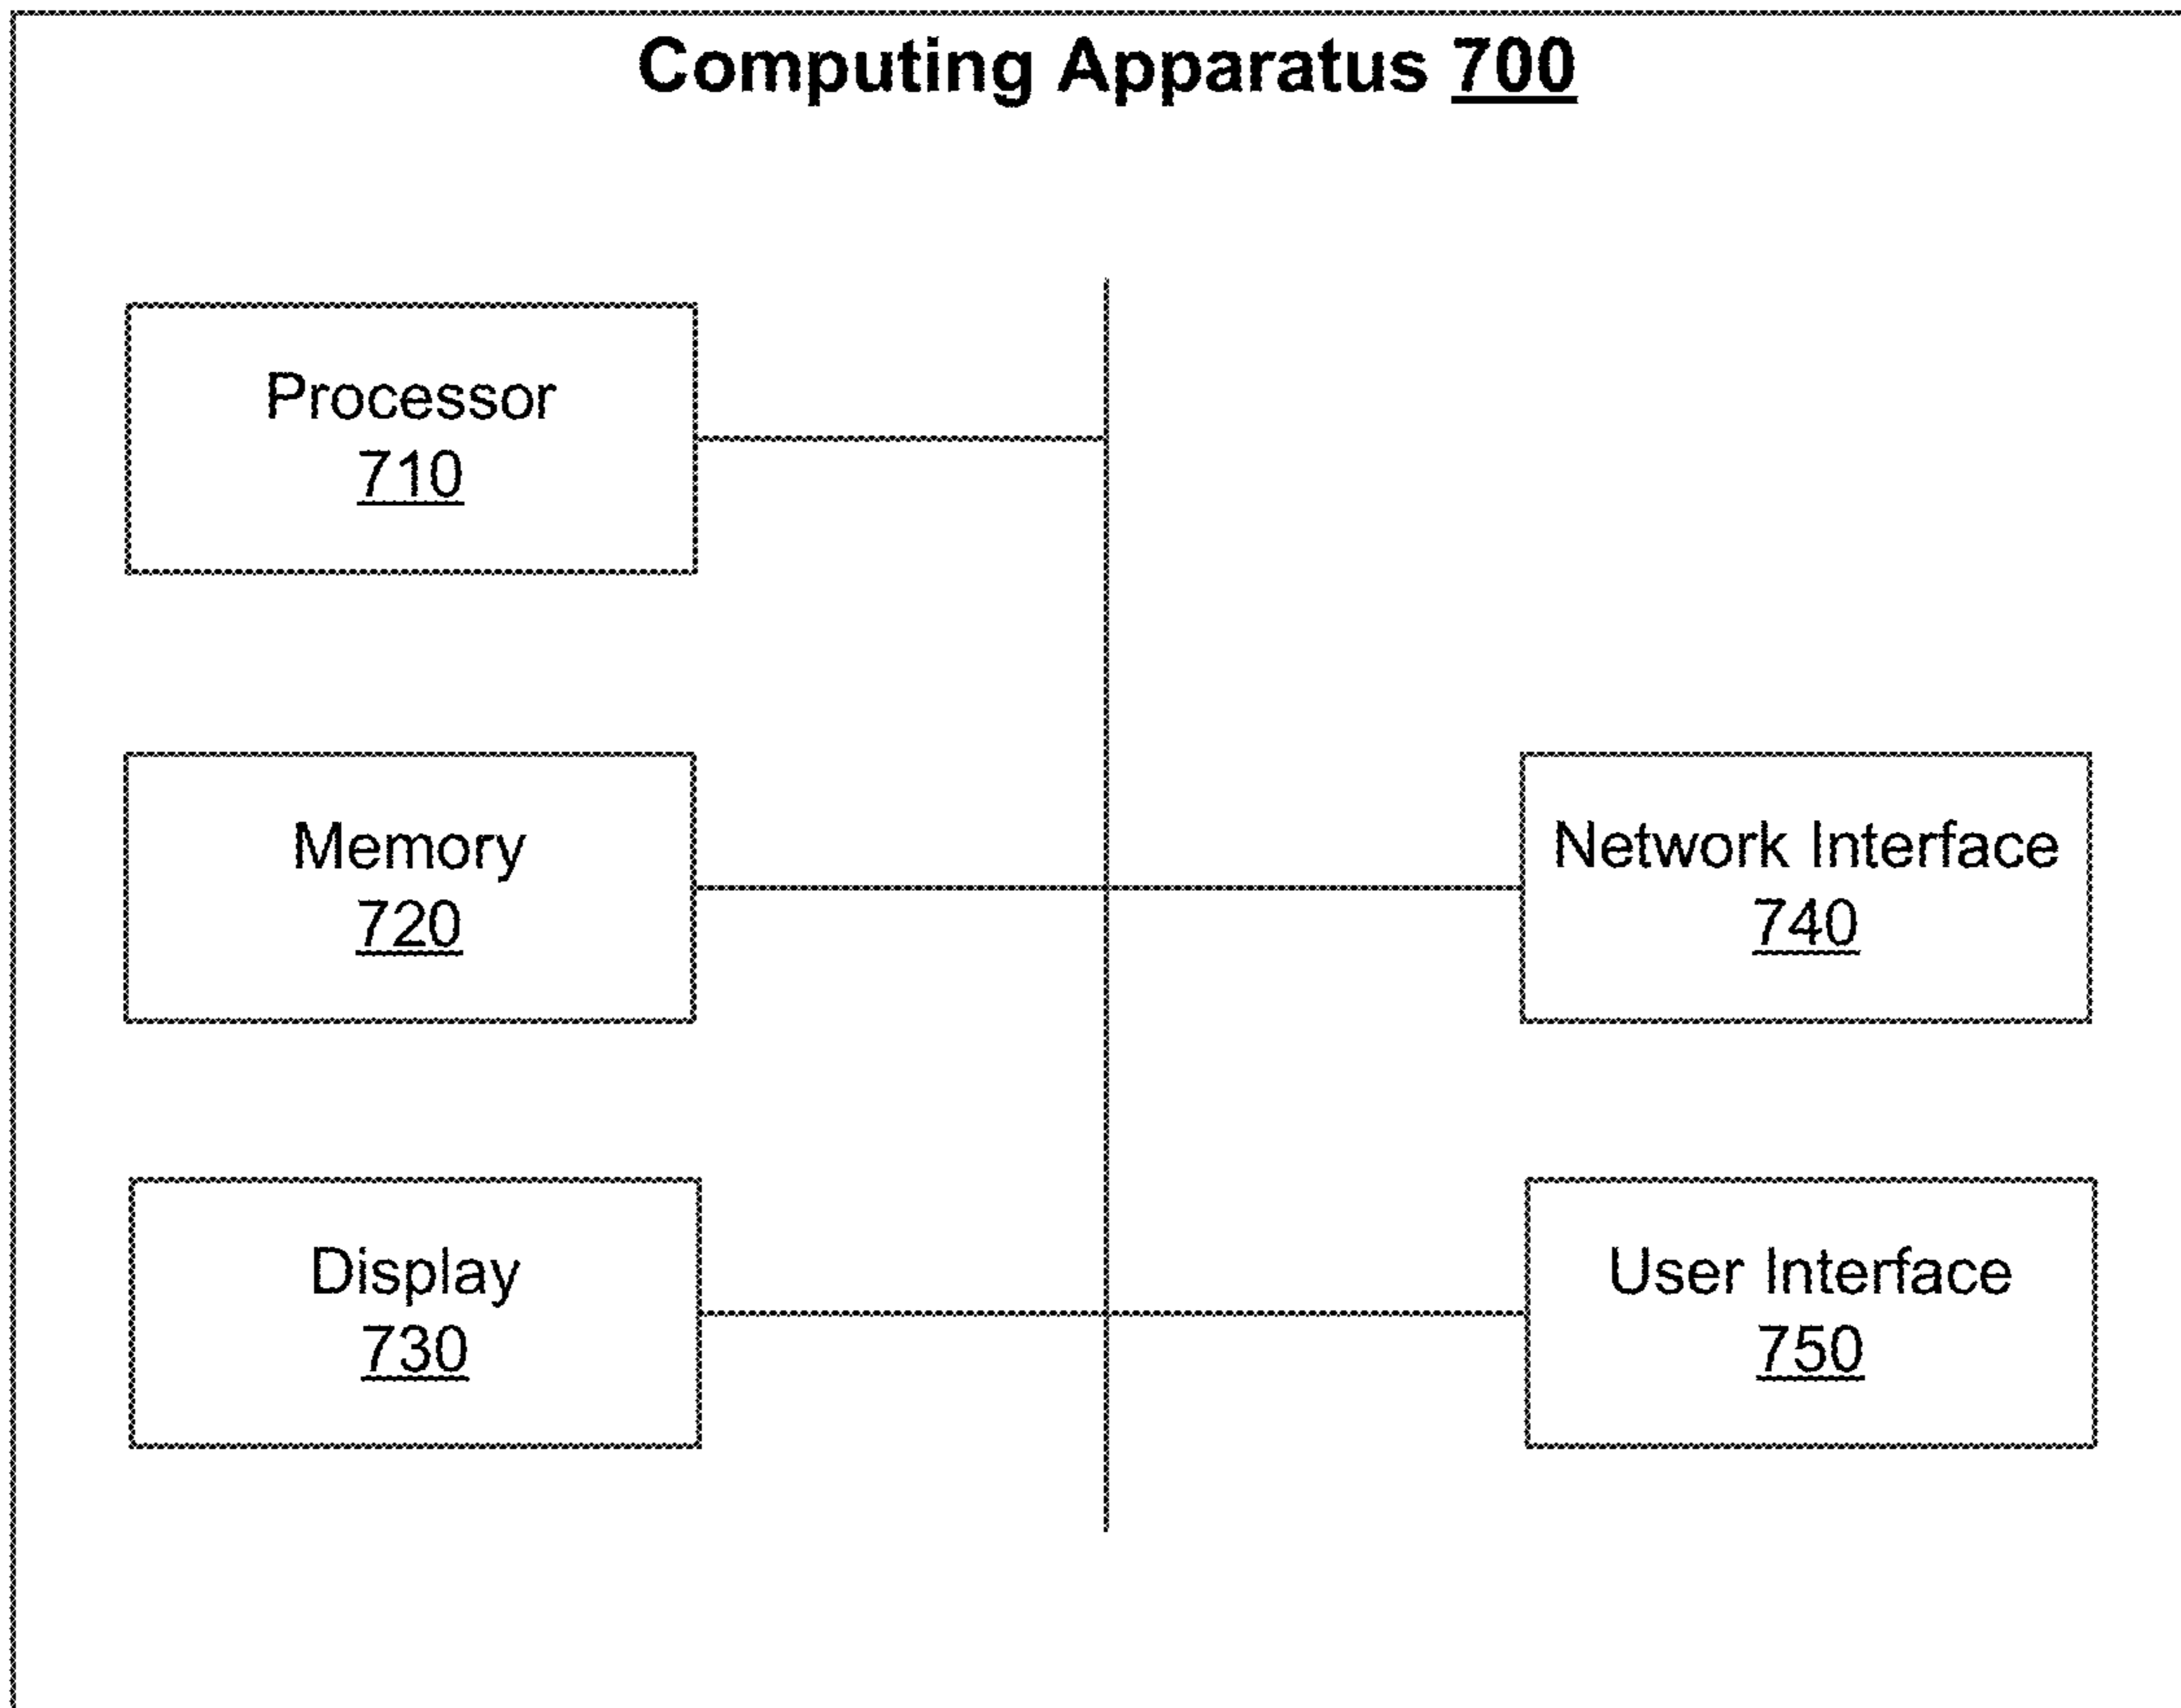 Computing Apparatus 700
Processor
710
Memory
720
Network Interface
740
Display
730
User Interface
750